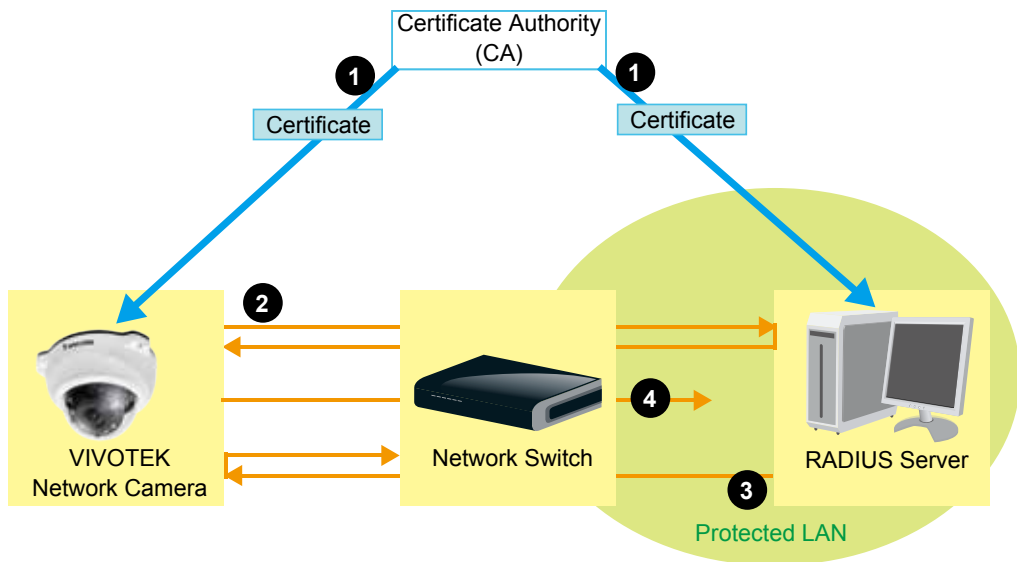 Certificate Authority
(CA)
1
1
Certificate
Certificate
2
4
VIVOTEK
Network Camera
Network Switch
RADIUS Server
3
Protected LAN